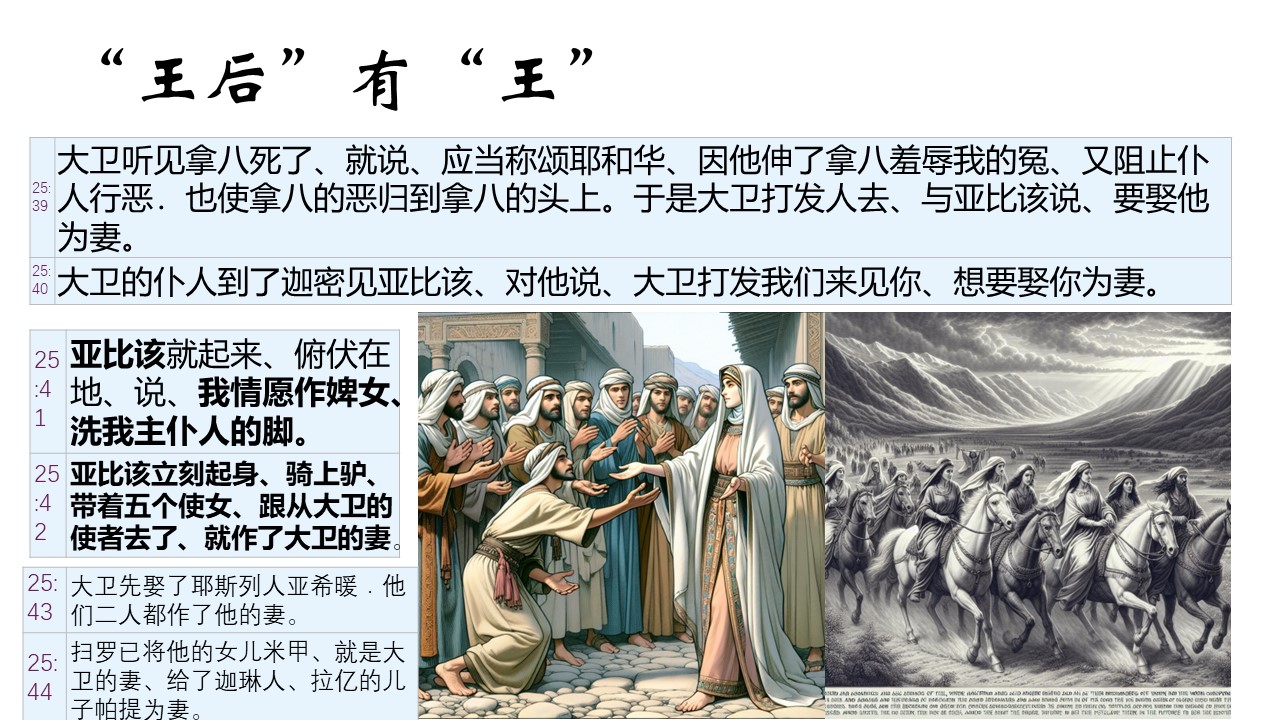 “王后”有“王”
25:
39
大卫听见拿八死了、就说、应当称颂耶和华、因他伸了拿八羞辱我的冤、又阻止仆
人行恶．也使拿八的恶归到拿八的头上。于是大卫打发人去、与亚比该说、要娶他
为妻。
25:
40
大卫的仆人到了迦密见亚比该、对他说、大卫打发我们来见你、想要娶你为妻。
25
:4
1
亚比该就起来、俯伏在
地、说、我情愿作婢女、
洗我主仆人的脚。
25
:4
2
亚比该立刻起身、骑上驴、
带着五个使女、跟从大卫的
使者去了、就作了大卫的妻。
25:
43
大卫先娶了耶斯列人亚希暖．他
们二人都作了他的妻。
25:
44
扫罗已将他的女儿米甲、就是大
卫的妻、给了迦琳人、拉亿的儿
子帕提为妻。